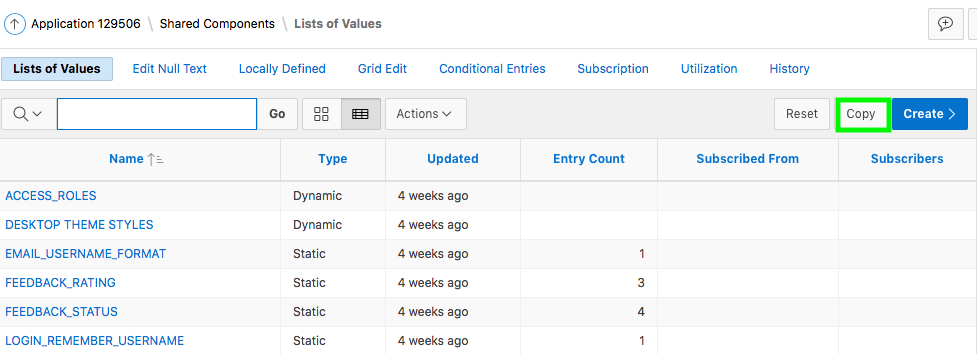 Application 129506 \ Shared Components \ Lists of Values
Lists of Values Edit Null Text Locally Defined Grid Edit Conditional Entries Subscription Utilization History
Go Actions Reset Copy Create
Name Type Updated Entry Count Subscribed From Subscribers
ACCESS_ROLES Dynamic 4 weeks ago
DESKTOP THEME STYLES Dynamic 4 weeks ago
EMAIL_USERNAME_FORMAT Static 4 weeks ago 1
FEEDBACK_RATING Static 4 weeks ago 3
FEEDBACK_STATUS Static 4 weeks ago 4
LOGIN_REMEMBER_USERNAME Static 4 weeks ago 1